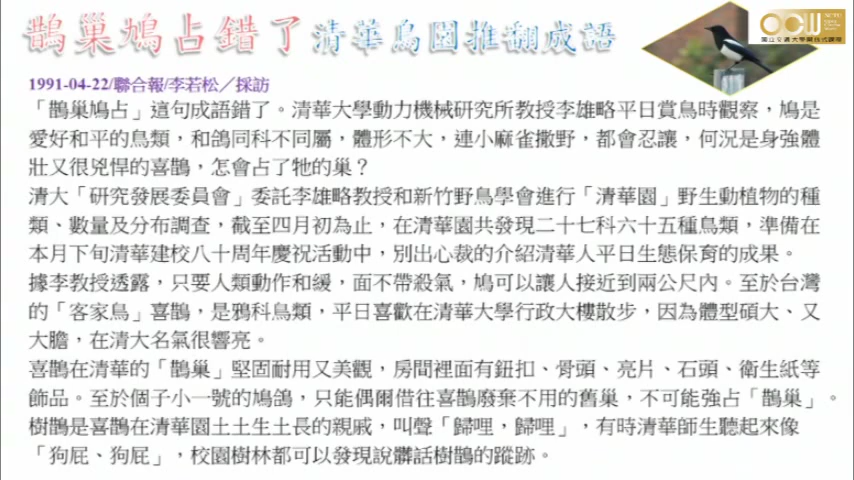 鵲巢鳩占錯了 清華鳥園推翻成語
OCW
國立交通大學開放式課程
1991-04-22/聯合報/李若松／採訪
「鵲巢鳩占」這句成語錯了。清華大學動力機械研究所教授李雄略平日賞鳥時觀察，鳩是
愛好和平的鳥類，和鴿同科不同屬，體形不大，連小麻雀撒野，都會忍讓，何況是身強體
壯又很兇悍的喜鵲，怎會占了牠的巢？
清大「研究發展委員會」委託李雄略教授和新竹野鳥學會進行「清華園」野生動植物的種
類、數量及分布調查，截至四月初為止，在清華園共發現二十七科六十五種鳥類，準備在
本月下旬清華建校八十周年慶祝活動中，別出心裁的介紹清華人平日生態保育的成果。
據李教授透露，只要人類動作和緩，面不帶殺氣，鳩可以讓人接近到兩公尺內。至於台灣
的「客家鳥」喜鵲，是鴉科鳥類，平日喜歡在清華大學行政大樓散步，因為體型碩大、又
大膽，在清大名氣很響亮。
喜鵲在清華的「鵲巢」堅固耐用又美觀，房間裡面有鈕扣、骨頭、亮片、石頭、衛生紙等
飾品。至於個子小一號的鳩鴿，只能偶爾借往喜鵲廢棄不用的舊巢，不可能強占「鵲巢」。
樹鵲是喜鵲在清華園土土生土長的親戚，叫聲「歸哩，歸哩」，有時清華師生聽起來像
「狗屁、狗屁」，校園樹林都可以發現說髒話樹鵲的蹤跡。